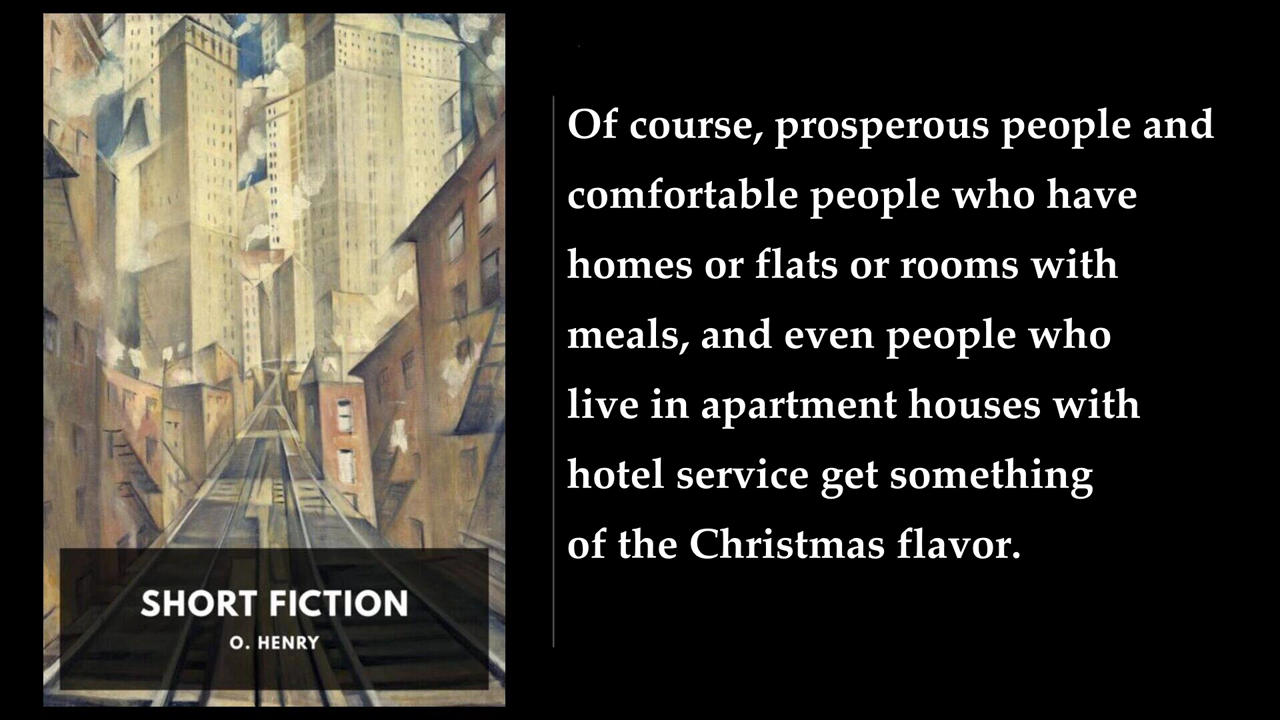 SHORT FICTION
O. HENRY
Of course, prosperous people and
comfortable people who have
homes or flats or rooms with
meals, and even people who
live in apartment houses with
hotel service get something
of the Christmas flavor.